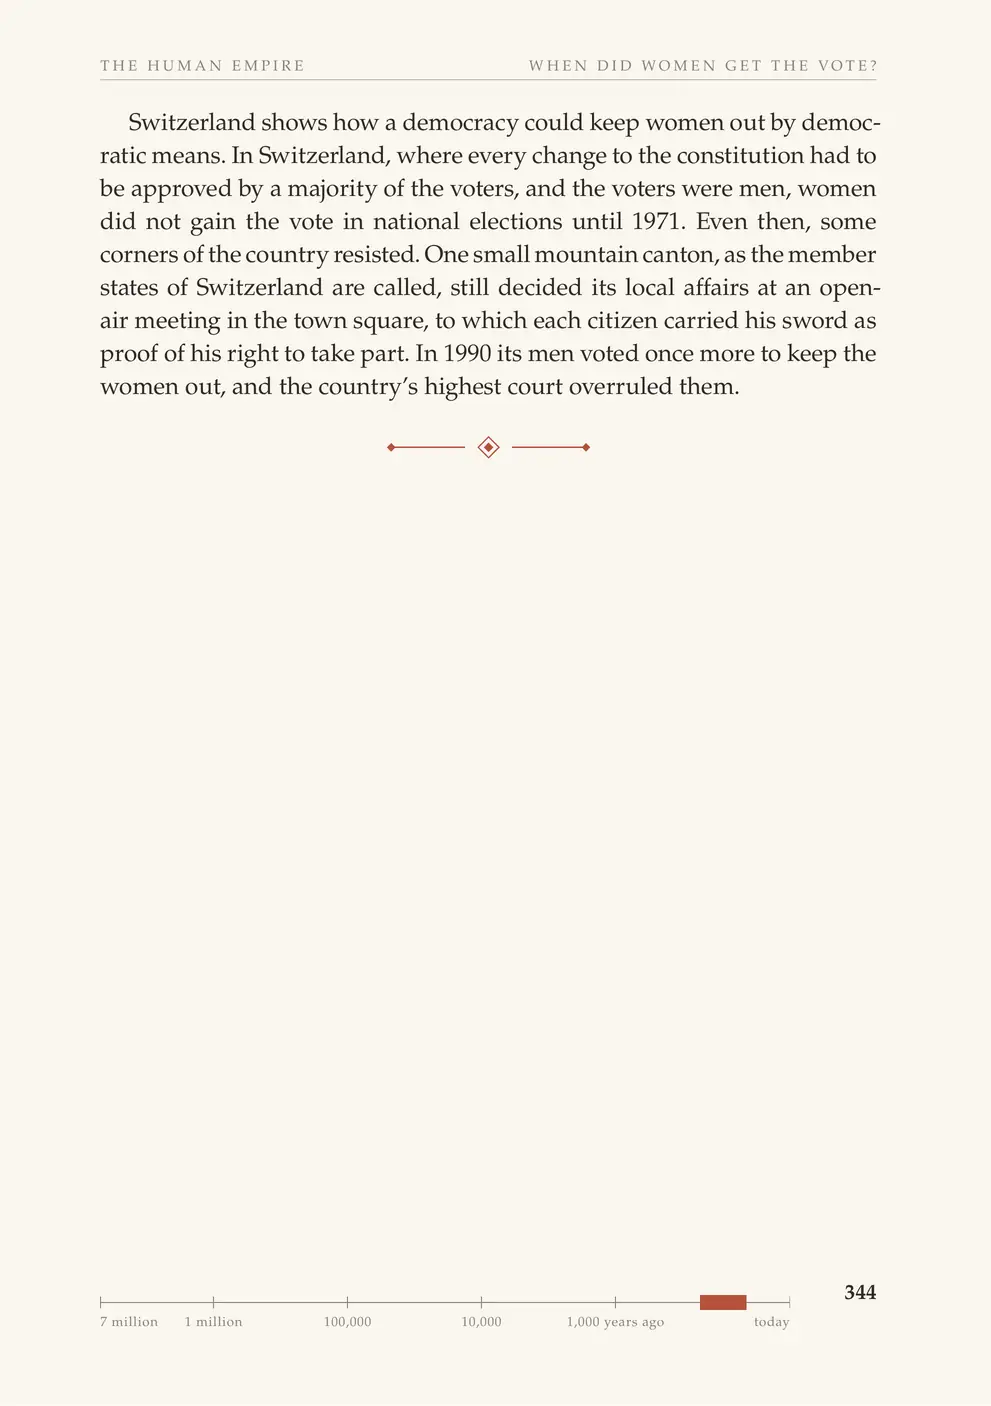 THE HUMAN EMPIRE
WHEN DID WOMEN GET THE VOTE?
Switzerland shows how a democracy could keep women out by democ-
ratic means. In Switzerland, where every change to the constitution had to
be approved by a majority of the voters, and the voters were men, women
did not gain the vote in national elections until 1971. Even then, some
corners of the country resisted. One small mountain canton, as the member
states of Switzerland are called, still decided its local affairs at an open-
air meeting in the town square, to which each citizen carried his sword as
proof of his right to take part. In 1990 its men voted once more to keep the
women out, and the country’s highest court overruled them.
344
7 million
1 million
100,000
10,000
1,000 years ago
today